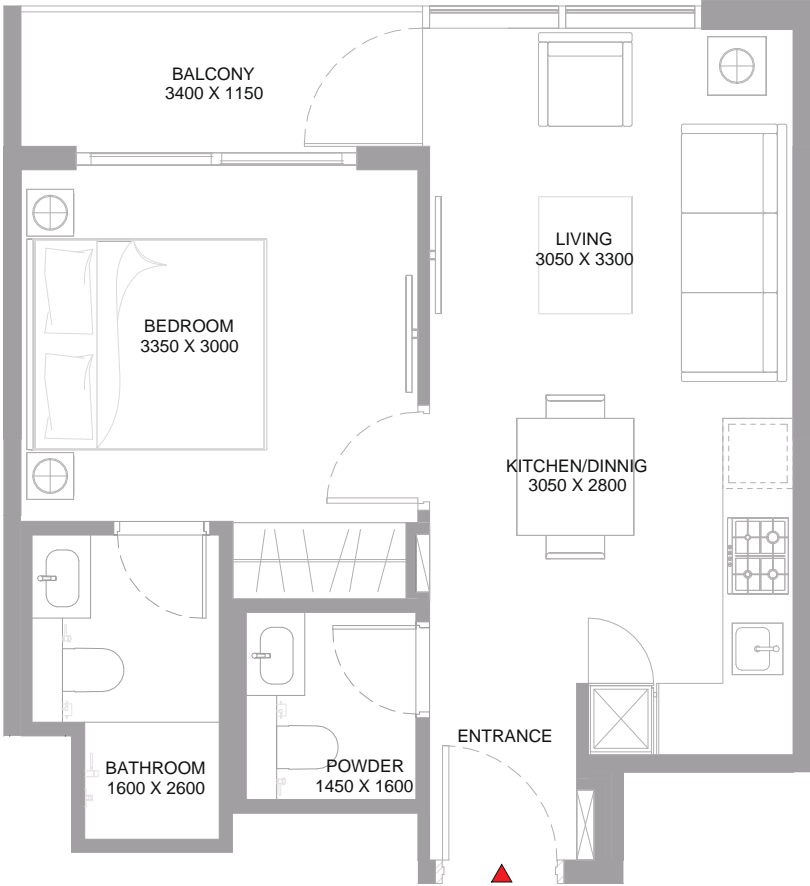 BALCONY
3400 X 1150
LIVING
3050 X 3300
BEDROOM
3350 X 3000
KITCHEN/DINNIG
3050 X 2800
ENTRANCE
BATHROOM
1600 X 2600
POWDER
1450 X 1600